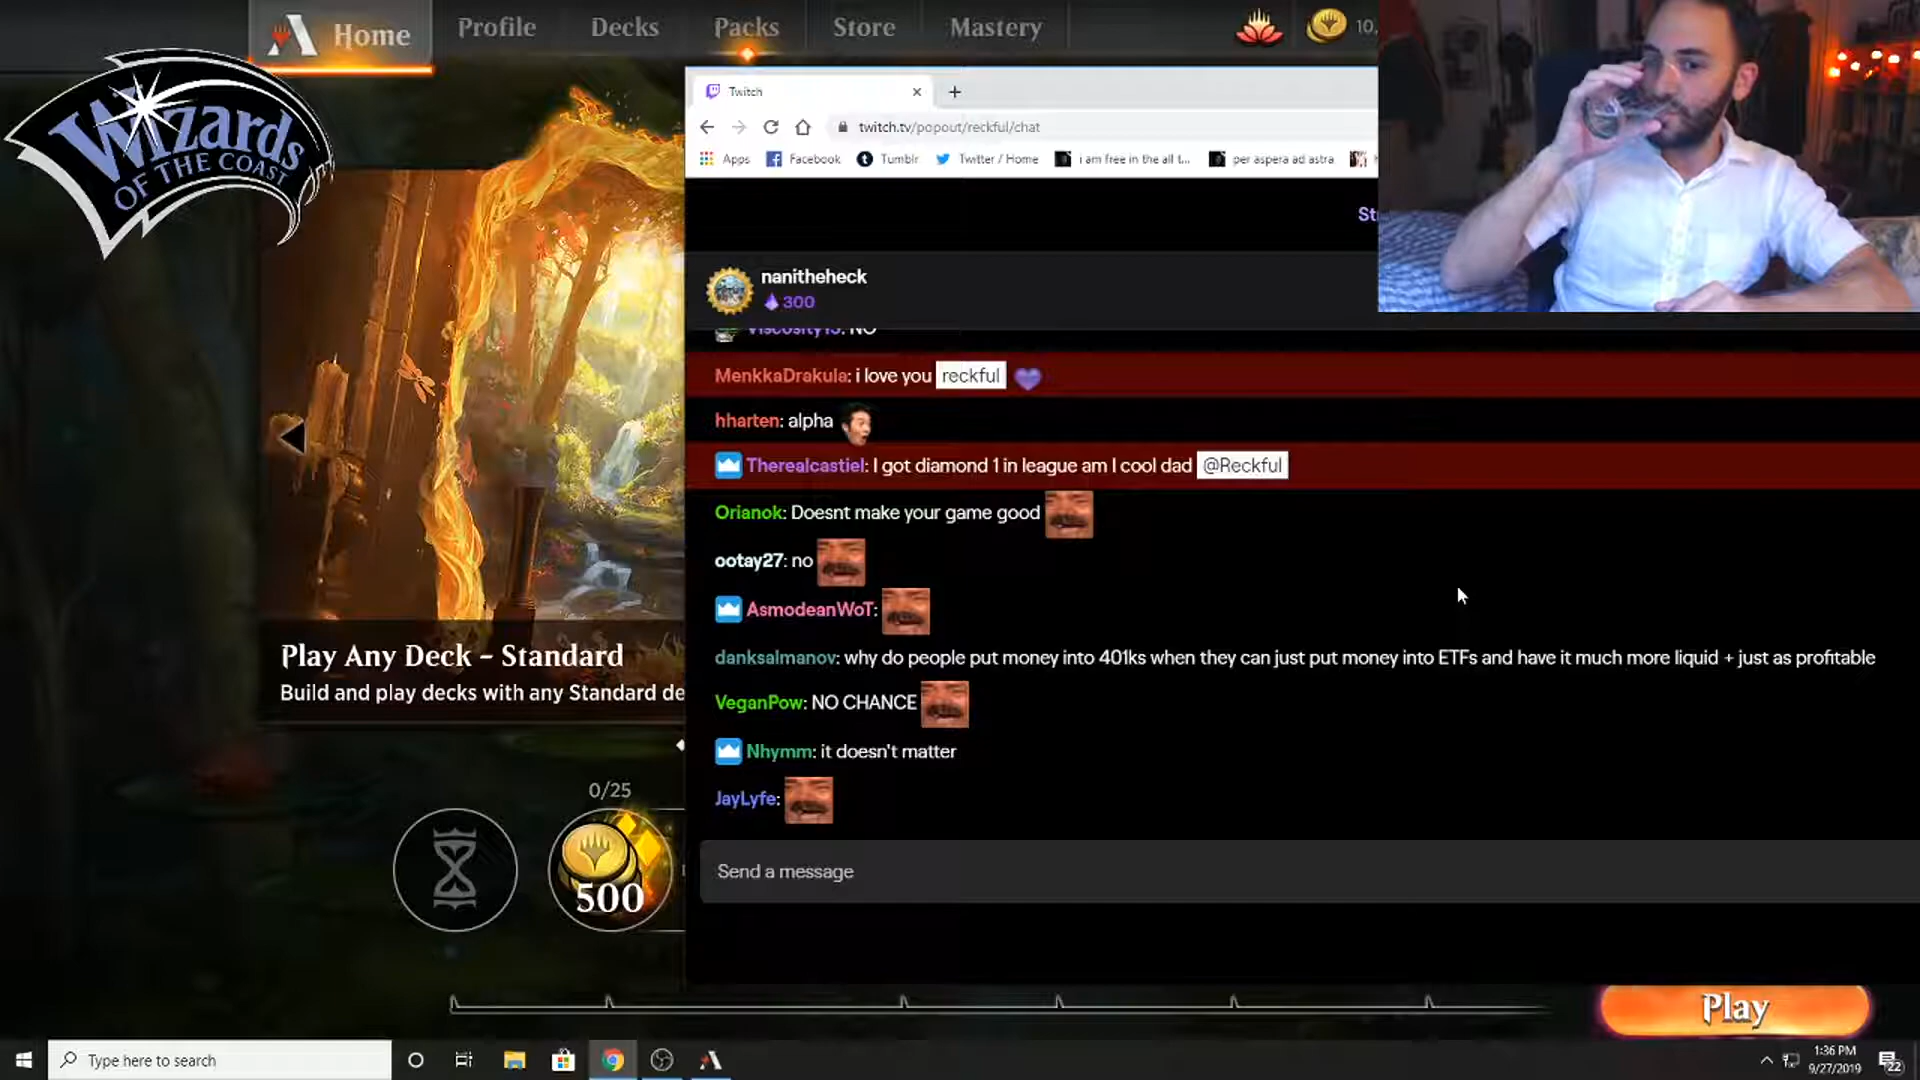 Home
Profile
Decks
Packs
Store
Mastery
10,
Wizards
OF THE COAST
Twitch
twitch.tv/popout/reckful/chat
Apps
Facebook
Tumblr
Twitter / Home
i am free in the all t...
per aspera ad astra
St
nanitheheck
300
Viscosity13: NO
MenkkaDrakula: i love you reckful
hharten: alpha
Therealcastiel: I got diamond 1 in league am I cool dad @Reckful
Orianok: Doesnt make your game good
ootay27: no
AsmodeanWoT:
danksalmanov: why do people put money into 401ks when they can just put money into ETFs and have it much more liquid + just as profitable
VeganPow: NO CHANCE
Nhymm: it doesn't matter
JayLyfe:
Send a message
Play Any Deck - Standard
Build and play decks with any Standard de
0/25
500
Play
Type here to search
1:36 PM
9/27/2019
22